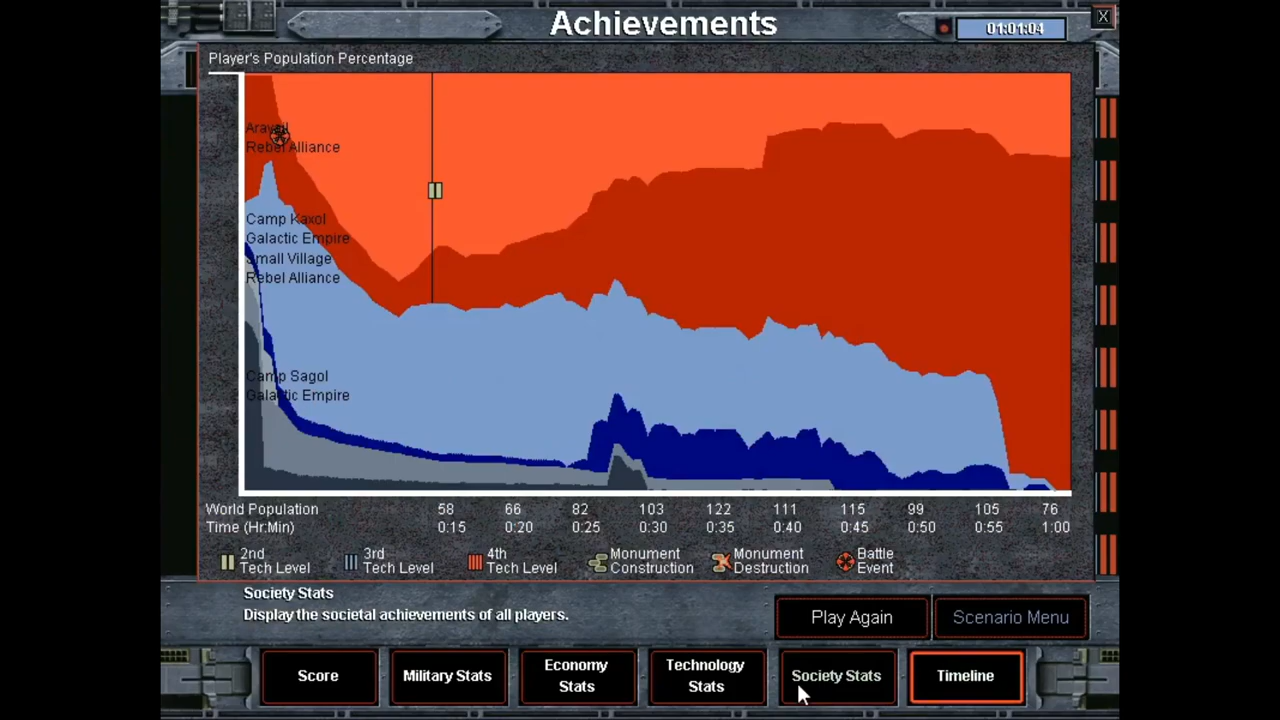 Achievements
01:01:04
X
Player's Population Percentage
Rebel Alliance
Camp Kaxol
Galactic Empire
Small Village
Rebel Alliance
Camp Sagol
Galactic Empire
World Population 58 66 82 103 122 111 115 99 105 76
Time (Hr:Min) 0:15 0:20 0:25 0:30 0:35 0:40 0:45 0:50 0:55 1:00
2nd Tech Level
3rd Tech Level
4th Tech Level
Monument Construction
Monument Destruction
Battle Event
Society Stats
Display the societal achievements of all players.
Play Again
Scenario Menu
Score
Military Stats
Economy Stats
Technology Stats
Society Stats
Timeline